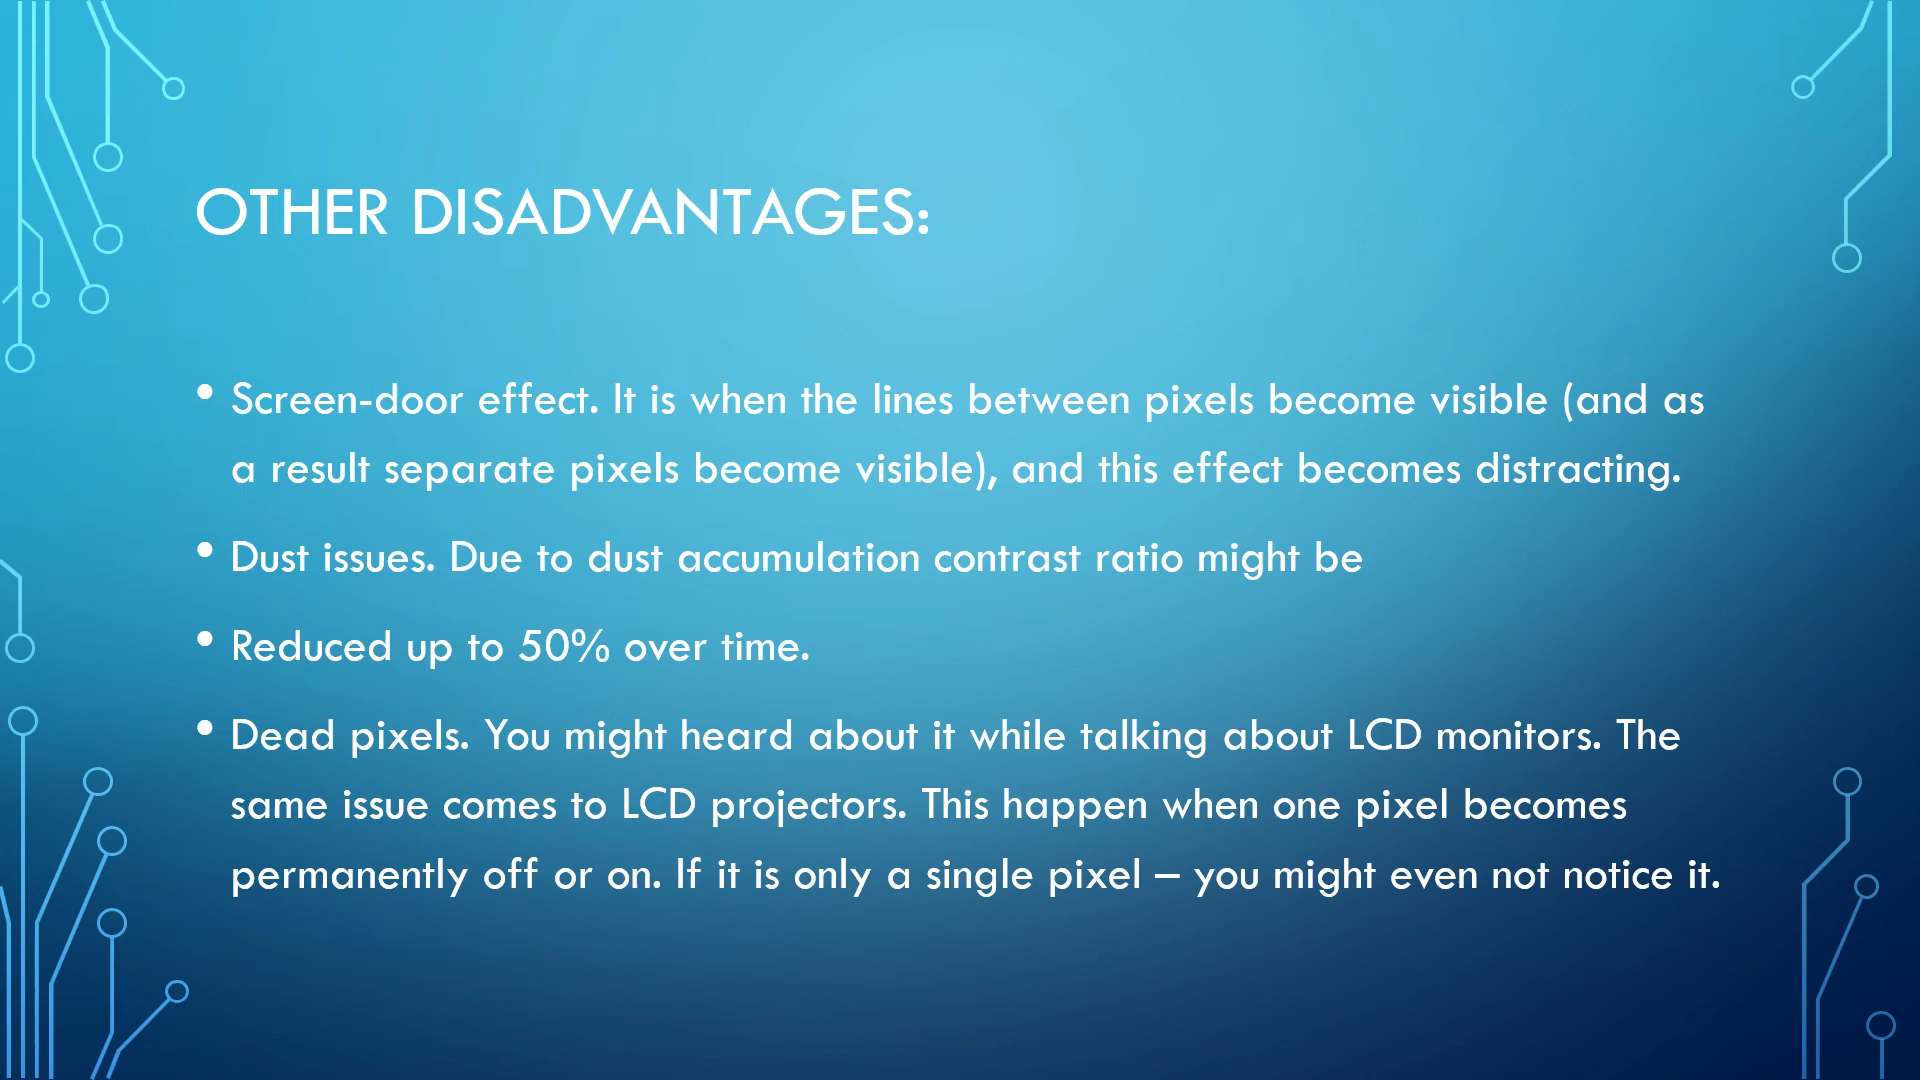 OTHER DISADVANTAGES:
• Screen-door effect. It is when the lines between pixels become visible (and as
a result separate pixels become visible), and this effect becomes distracting.
• Dust issues. Due to dust accumulation contrast ratio might be
• Reduced up to 50% over time.
• Dead pixels. You might heard about it while talking about LCD monitors. The
same issue comes to LCD projectors. This happen when one pixel becomes
permanently off or on. If it is only a single pixel – you might even not notice it.